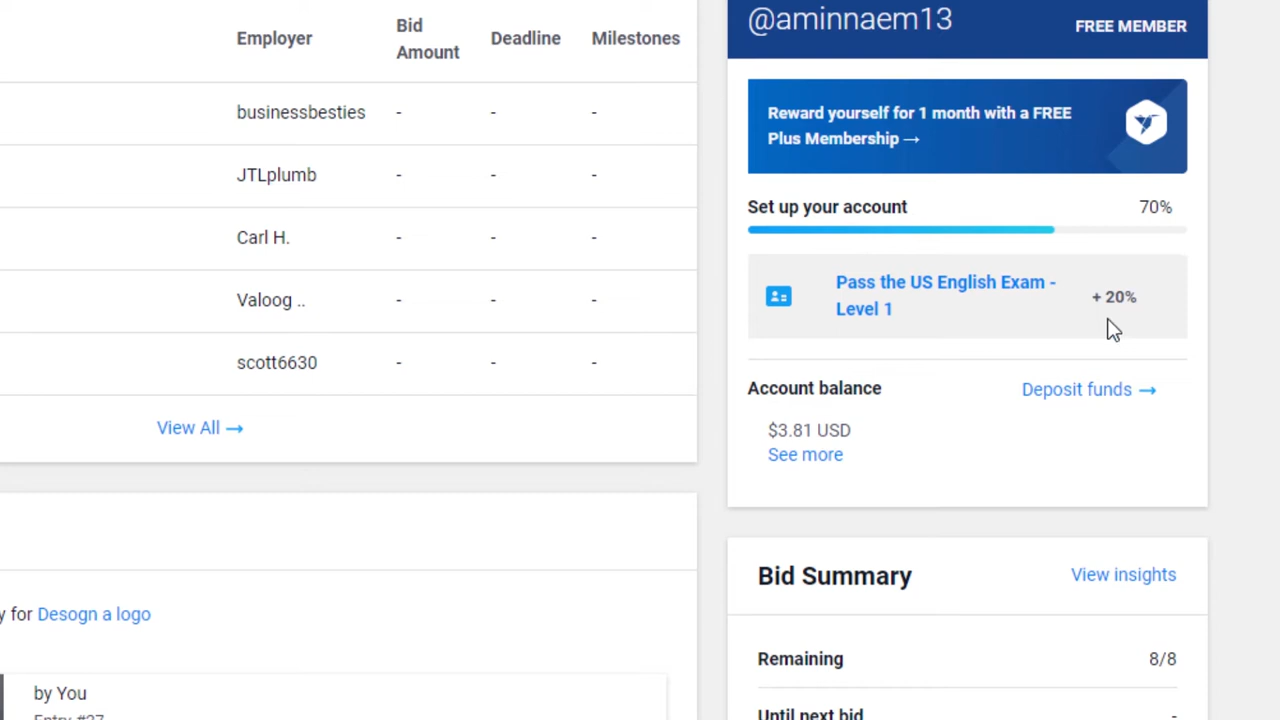 Employer Bid Amount Deadline Milestones
businessbesties - - -
JTLplumb - - -
Carl H. - - -
Valoog .. - - -
scott6630 - - -
View All →
y for Desogn a logo
by You
Entry #37
@aminnaem13 FREE MEMBER
Reward yourself for 1 month with a FREE
Plus Membership →
Set up your account 70%
Pass the US English Exam -
Level 1
+ 20%
Account balance Deposit funds →
$3.81 USD
See more
Bid Summary View insights
Remaining 8/8
Until next bid -